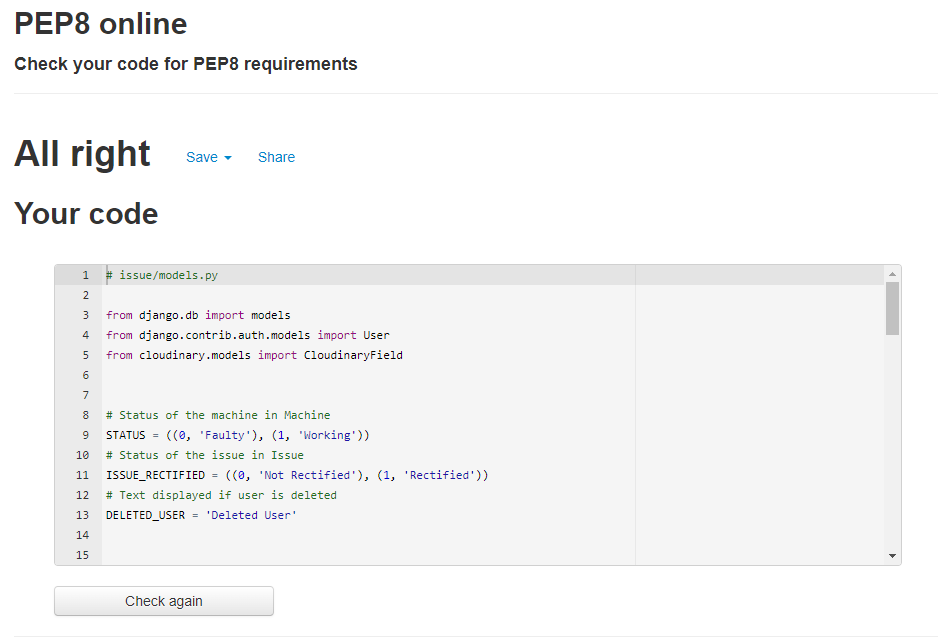 PEP8 online
Check your code for PEP8 requirements
All right Save Share
Your code
1 # issue/models.py
2
3 from django.db import models
4 from django.contrib.auth.models import User
5 from cloudinary.models import CloudinaryField
6
7
8 # Status of the machine in Machine
9 STATUS = ((0, 'Faulty'), (1, 'Working'))
10 # Status of the issue in Issue
11 ISSUE_RECTIFIED = ((0, 'Not Rectified'), (1, 'Rectified'))
12 # Text displayed if user is deleted
13 DELETED_USER = 'Deleted User'
14
15
Check again